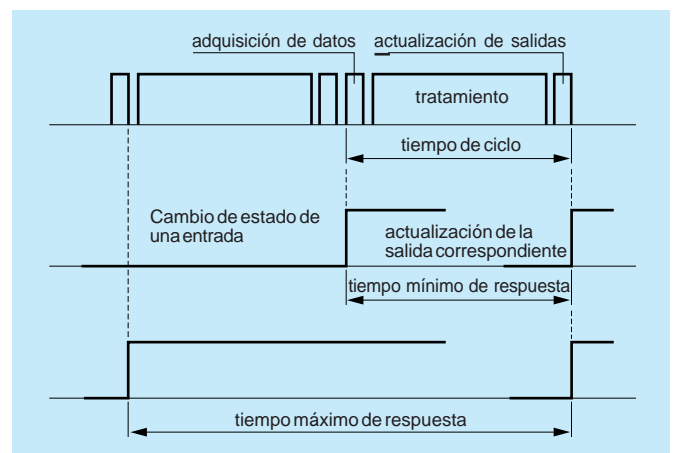 adquisición de datos
actualización de salidas
tratamiento
tiempo de ciclo
Cambio de estado de
una entrada
actualización de la
salida correspondiente
tiempo mínimo de respuesta
tiempo máximo de respuesta